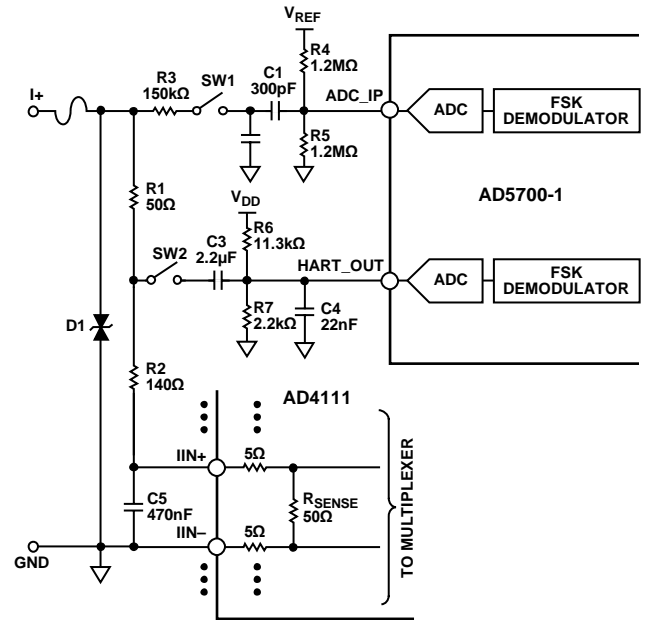 VREF
R4
1.2MΩ
C1
300pF
SW1
R3
150kΩ
I+
ADC_IP
ADC
FSK
DEMODULATOR
R5
1.2MΩ
AD5700-1
R1
50Ω
VDD
R6
11.3kΩ
C3
2.2µF
SW2
HART_OUT
ADC
FSK
DEMODULATOR
R7
2.2kΩ
C4
22nF
D1
R2
140Ω
AD4111
IIN+
5Ω
RSENSE
50Ω
TO MULTIPLEXER
C5
470nF
IIN–
5Ω
GND